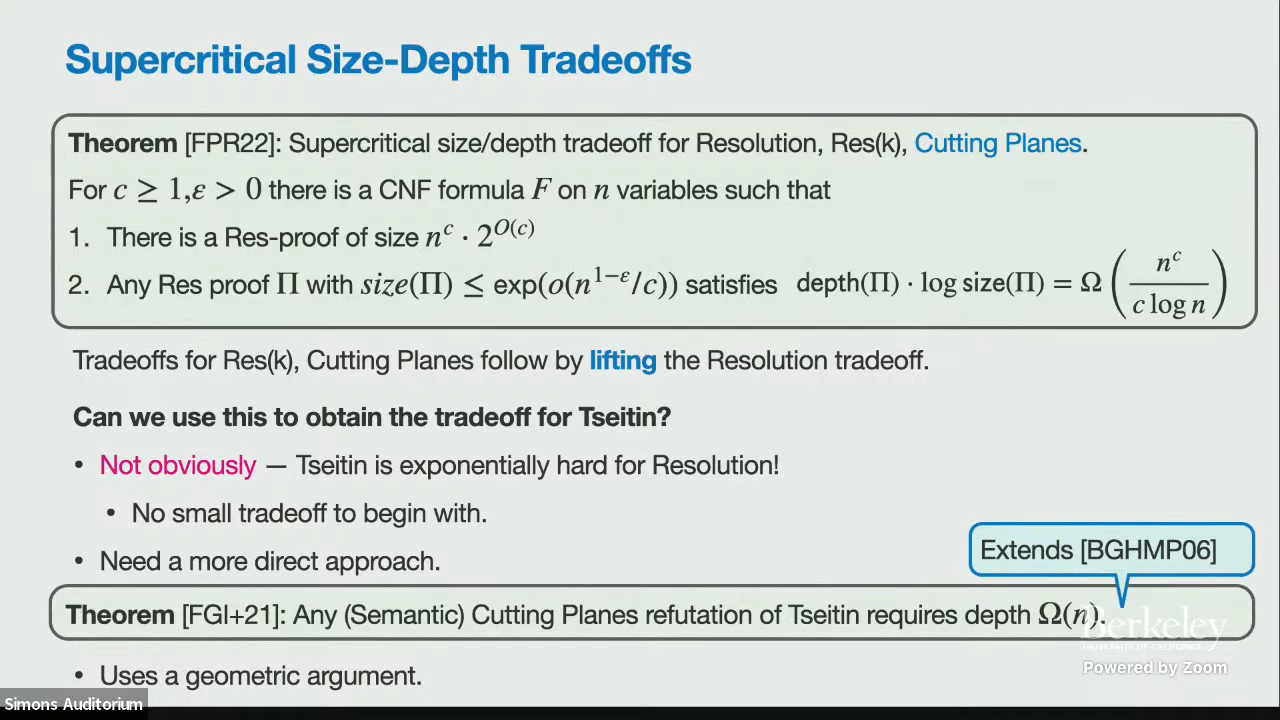 Supercritical Size-Depth Tradeoffs
Theorem [FPR22]: Supercritical size/depth tradeoff for Resolution, Res(k), Cutting Planes.
For c ≥ 1,ε > 0 there is a CNF formula F on n variables such that
1. There is a Res-proof of size n^c · 2^{O(c)}
2. Any Res proof Π with size(Π) ≤ exp(o(n^{1−ε}/c)) satisfies depth(Π) · log size(Π) = Ω(n^c / (c log n))
Tradeoffs for Res(k), Cutting Planes follow by lifting the Resolution tradeoff.
Can we use this to obtain the tradeoff for Tseitin?
• Not obviously — Tseitin is exponentially hard for Resolution!
• No small tradeoff to begin with.
Extends [BGHMP06]
• Need a more direct approach.
Theorem [FGI+21]: Any (Semantic) Cutting Planes refutation of Tseitin requires depth Ω(n).
Berkeley
UNIVERSITY OF CALIFORNIA
Powered by Zoom
• Uses a geometric argument.
Simons Auditorium